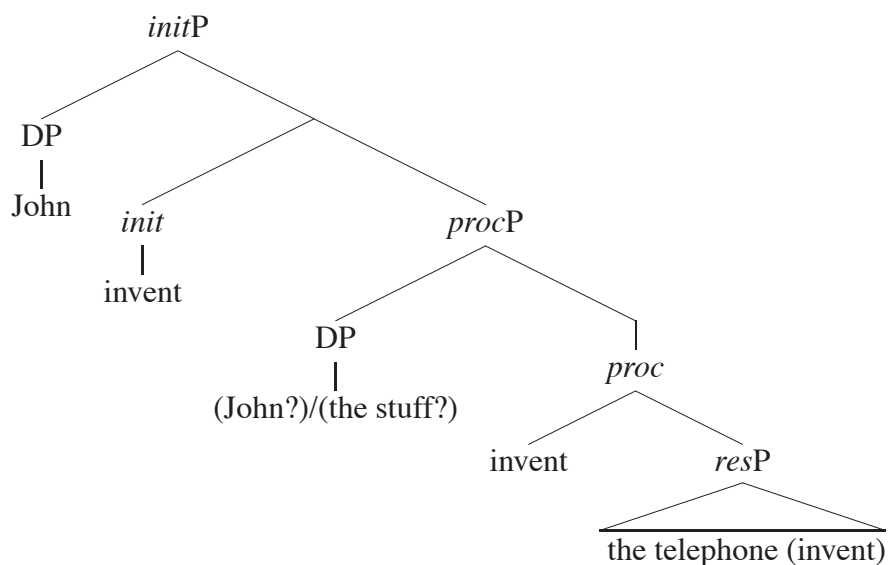 initP
DP
John
init
procP
invent
DP
proc
(John?)/(the stuff?)
invent
resP
the telephone (invent)